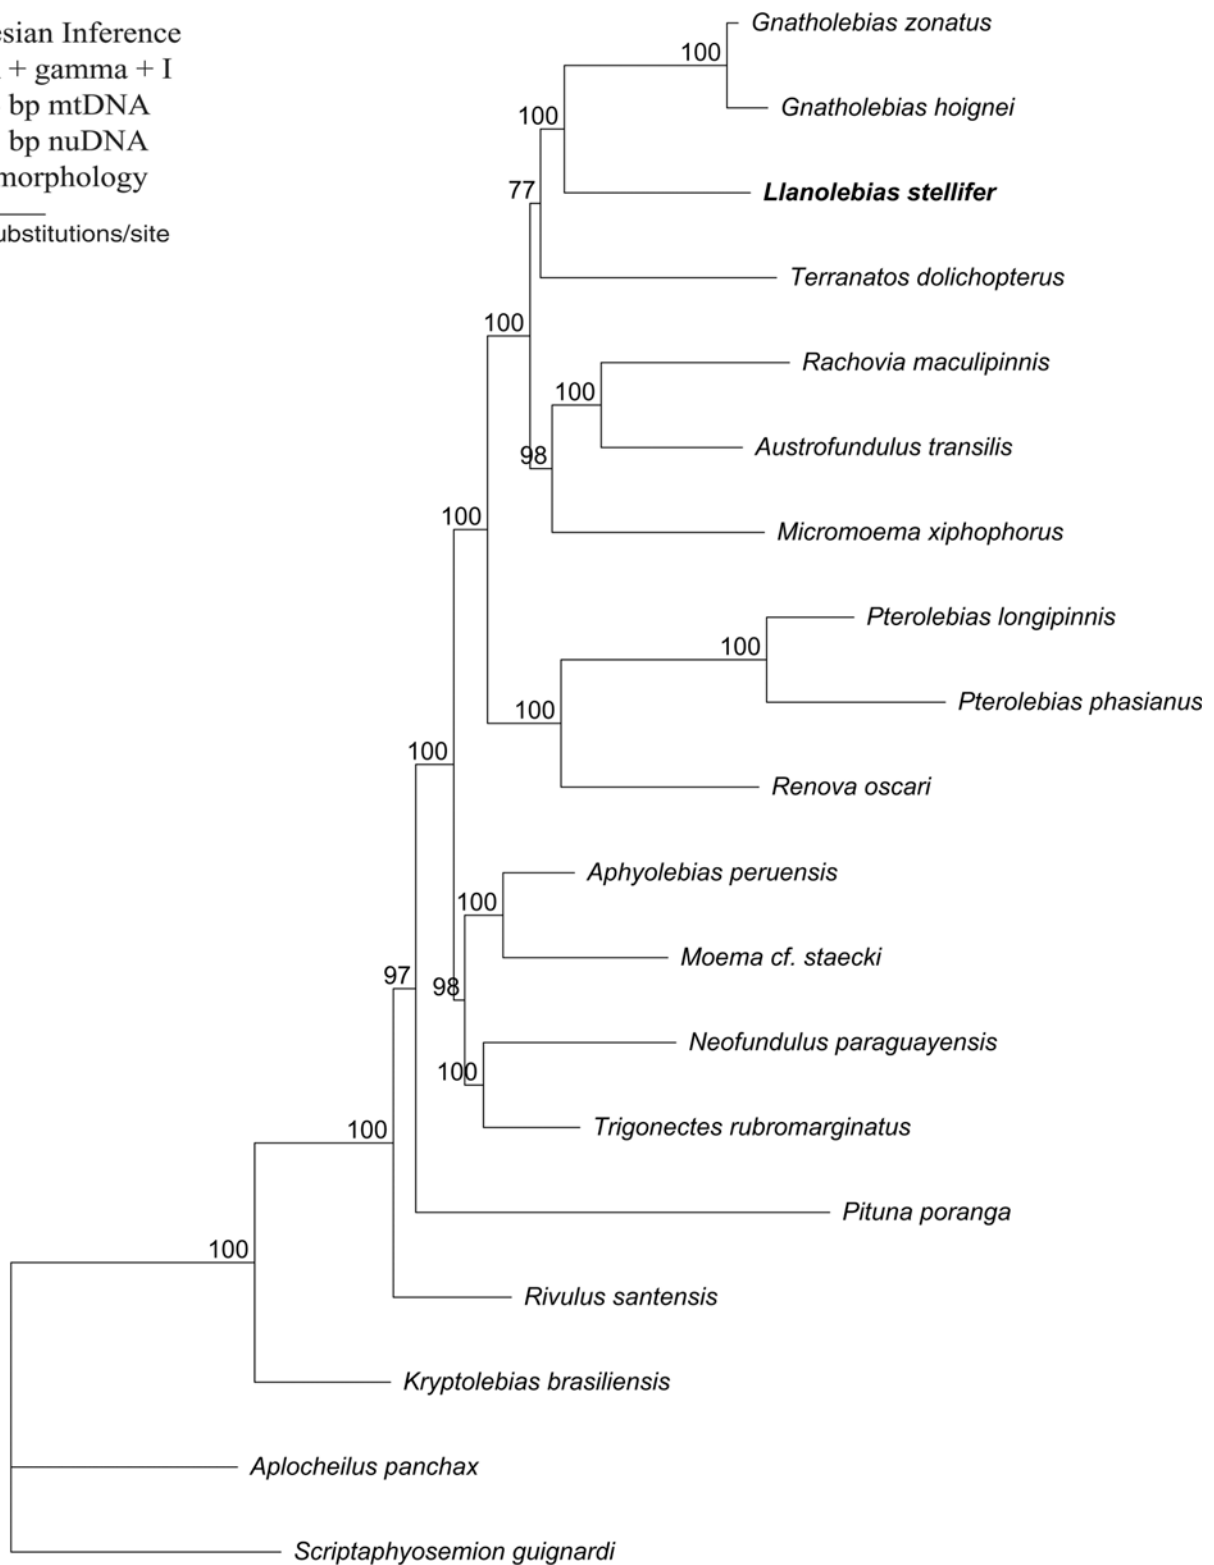 esian Inference
+ gamma + I
bp mtDNA
bp nuDNA
morphology
ubstitutions/site
Gnatholebias zonatus
100
Gnatholebias hoignei
100
Llanolebias stellifer
77
Terranatos dolichopterus
100
Rachovia maculipinnis
100
Austrofundulus transilis
98
100
Micromoema xiphophorus
Pterolebias longipinnis
100
Pterolebias phasianus
100
100
Renova oscari
Aphyolebias peruensis
100
Moema cf. staecki
97
98
Neofundulus paraguayensis
100
Trigonectes rubromarginatus
100
Pituna poranga
100
Rivulus santensis
Kryptolebias brasiliensis
Aplocheilus panchax
Scriptaphyosemion guignardi